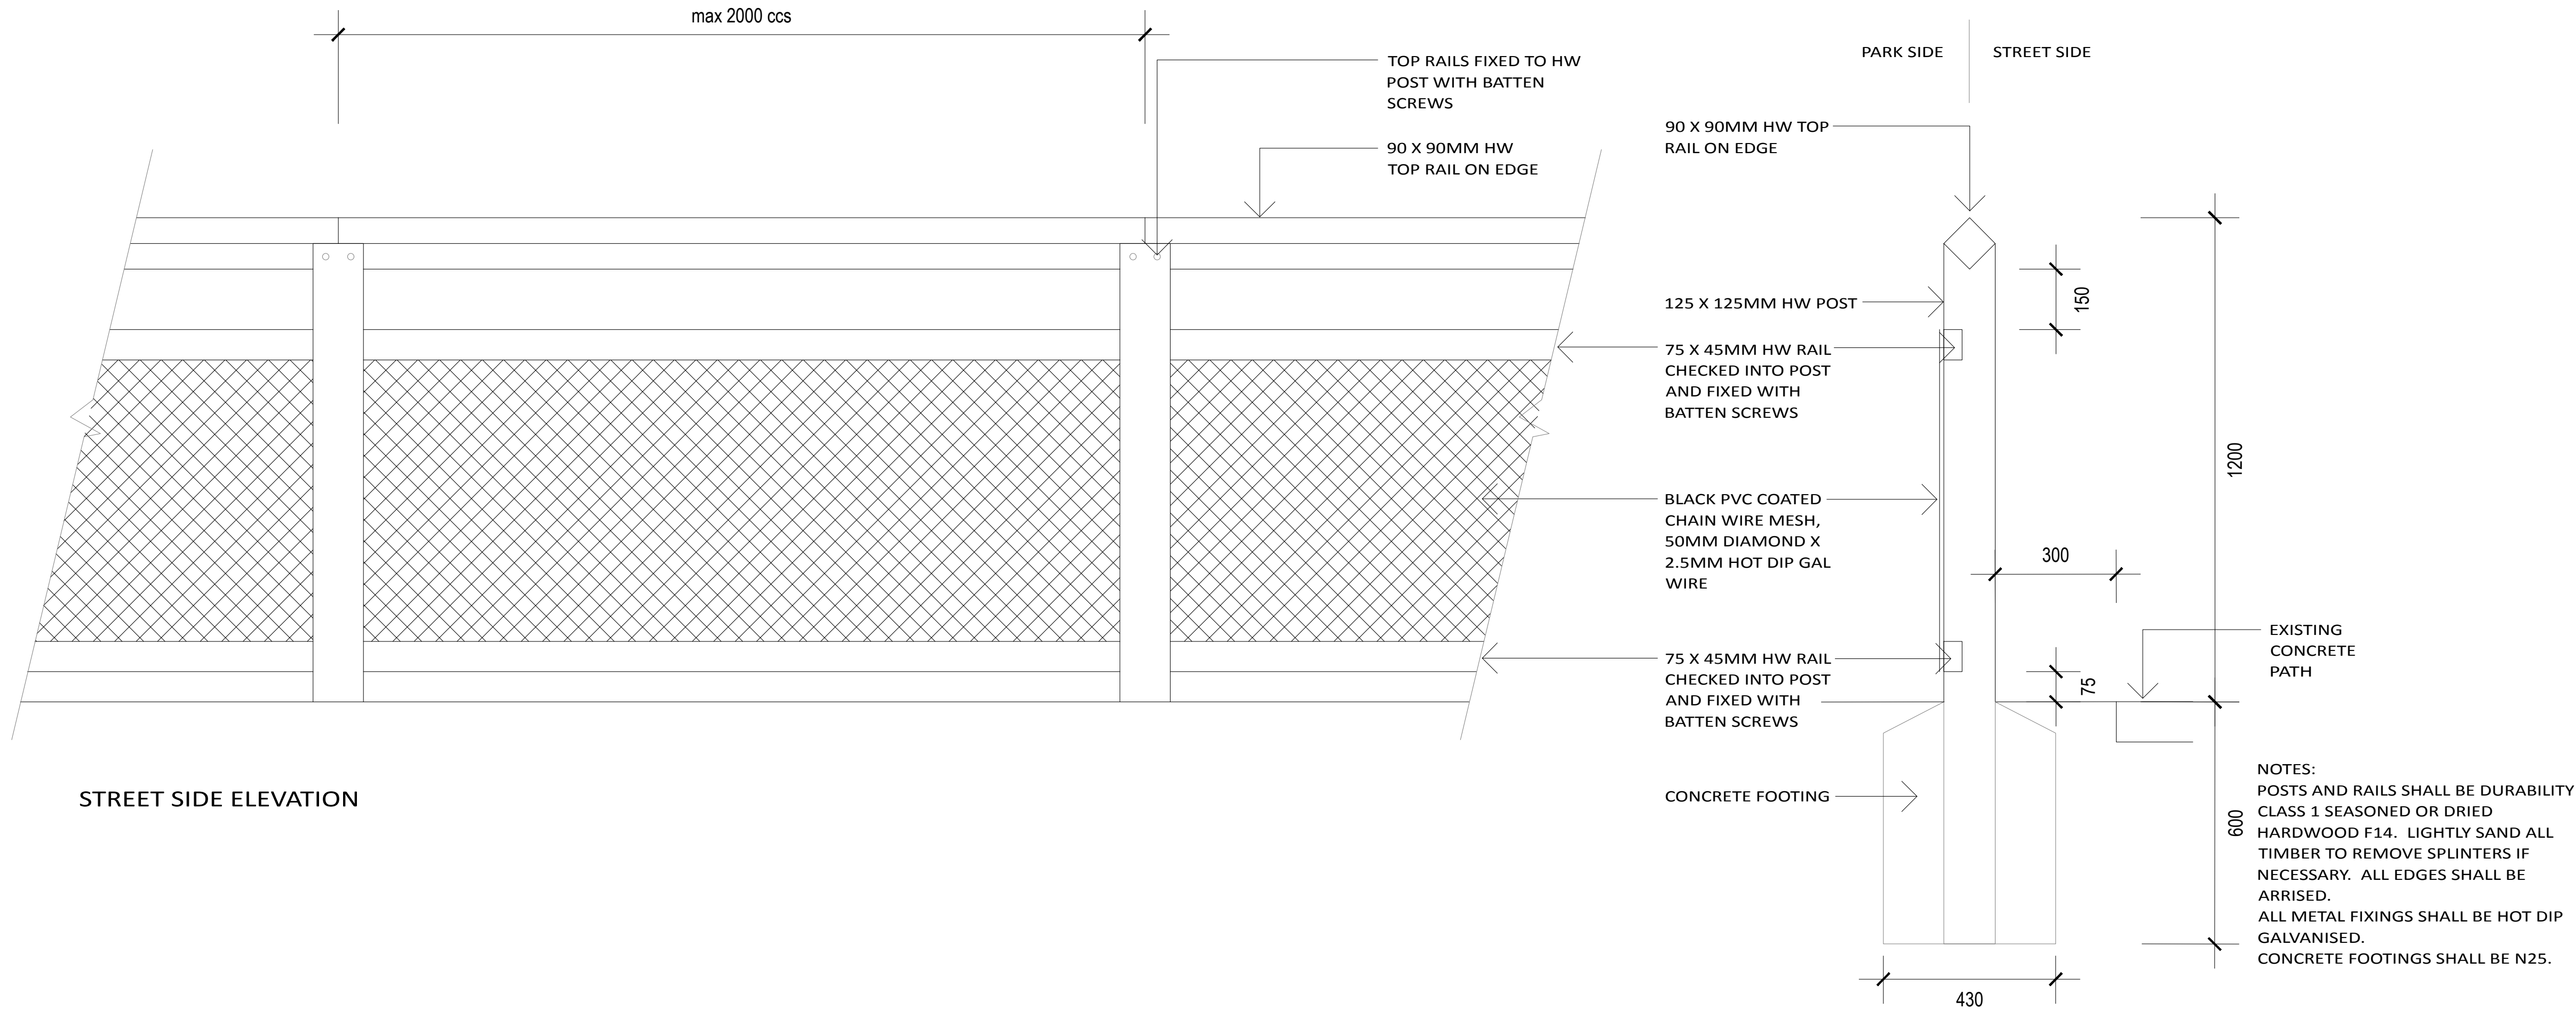 max 2000 ccs
TOP RAILS FIXED TO HW
POST WITH BATTEN
SCREWS
90 X 90MM HW
TOP RAIL ON EDGE
STREET SIDE ELEVATION
PARK SIDE
STREET SIDE
90 X 90MM HW TOP
RAIL ON EDGE
125 X 125MM HW POST
75 X 45MM HW RAIL
CHECKED INTO POST
AND FIXED WITH
BATTEN SCREWS
BLACK PVC COATED
CHAIN WIRE MESH,
50MM DIAMOND X
2.5MM HOT DIP GAL
WIRE
75 X 45MM HW RAIL
CHECKED INTO POST
AND FIXED WITH
BATTEN SCREWS
CONCRETE FOOTING
150
1200
300
75
600
430
EXISTING
CONCRETE
PATH
NOTES:
POSTS AND RAILS SHALL BE DURABILITY
CLASS 1 SEASONED OR DRIED
HARDWOOD F14. LIGHTLY SAND ALL
TIMBER TO REMOVE SPLINTERS IF
NECESSARY. ALL EDGES SHALL BE
ARRISED.
ALL METAL FIXINGS SHALL BE HOT DIP
GALVANISED.
CONCRETE FOOTINGS SHALL BE N25.